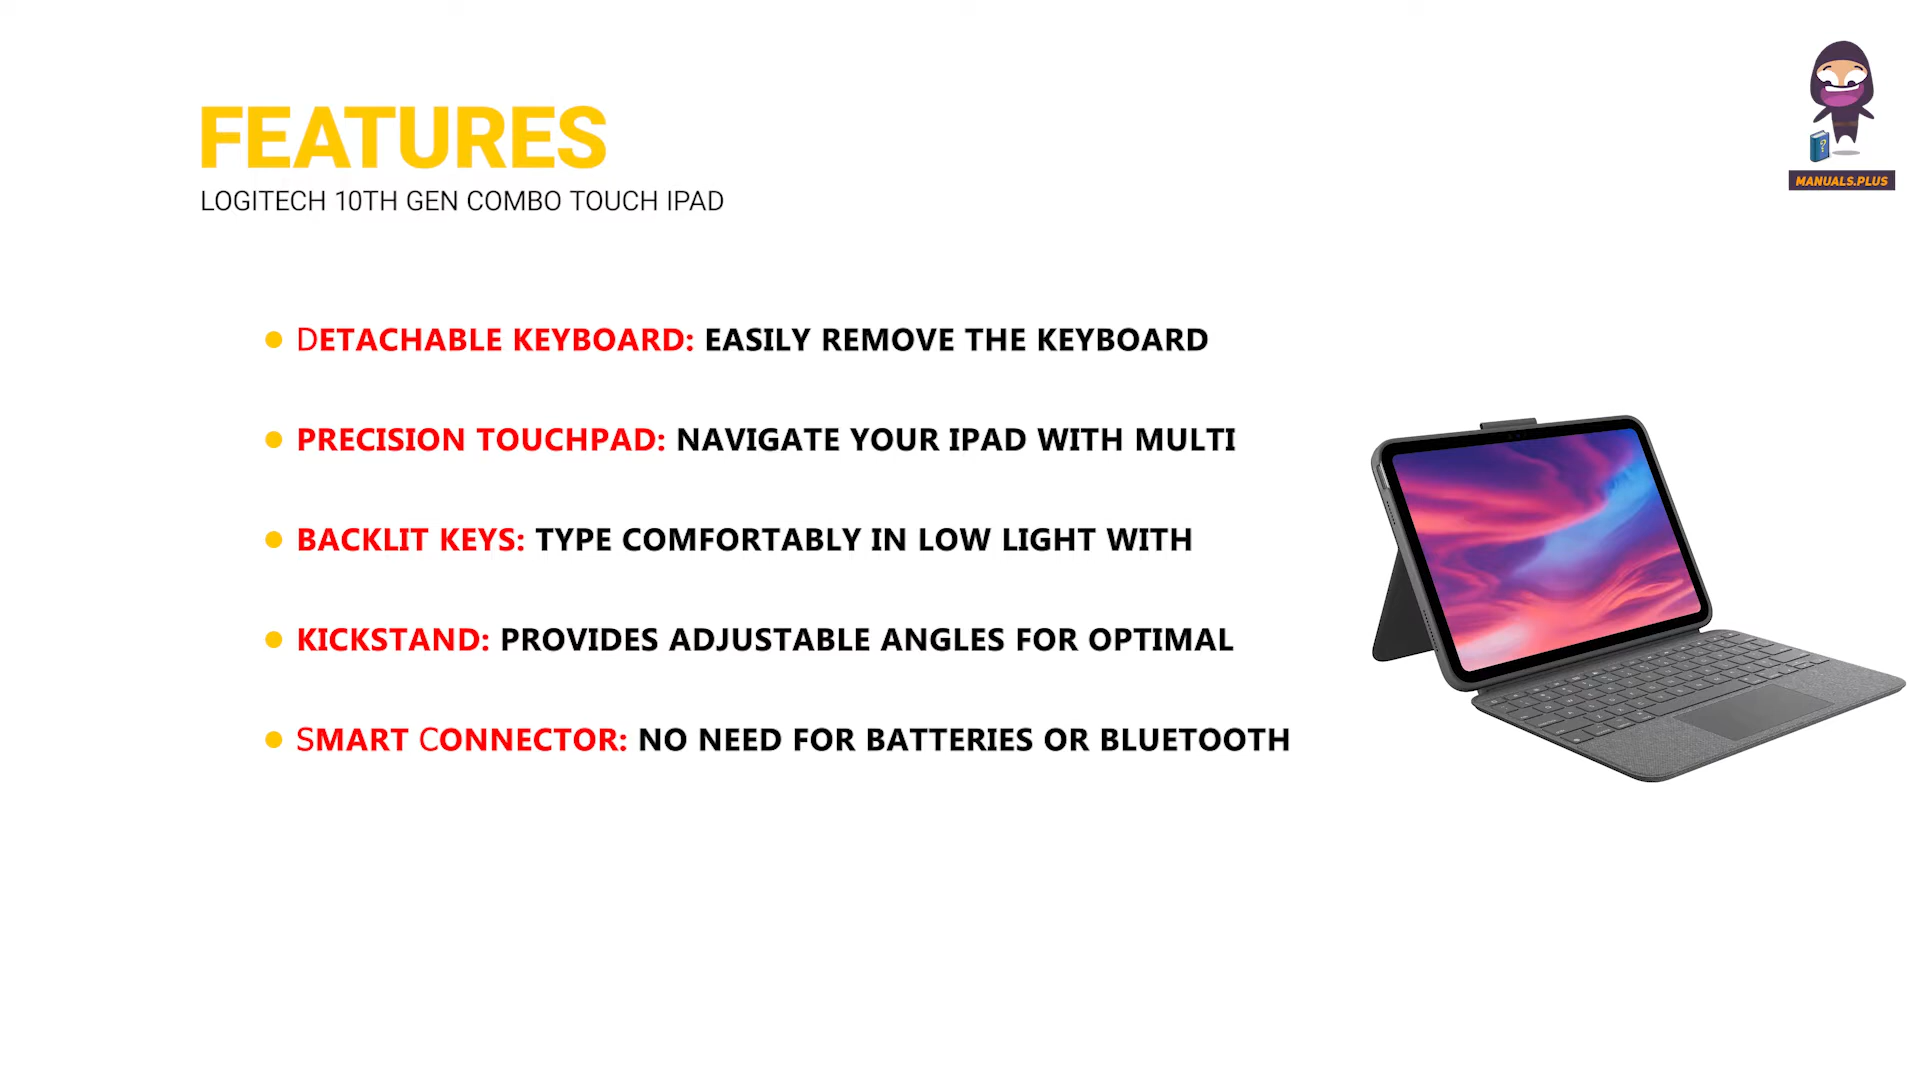 FEATURES
LOGITECH 10TH GEN COMBO TOUCH IPAD
MANUALS.PLUS
DETACHABLE KEYBOARD: EASILY REMOVE THE KEYBOARD
PRECISION TOUCHPAD: NAVIGATE YOUR IPAD WITH MULTI
BACKLIT KEYS: TYPE COMFORTABLY IN LOW LIGHT WITH
KICKSTAND: PROVIDES ADJUSTABLE ANGLES FOR OPTIMAL
SMART CONNECTOR: NO NEED FOR BATTERIES OR BLUETOOTH